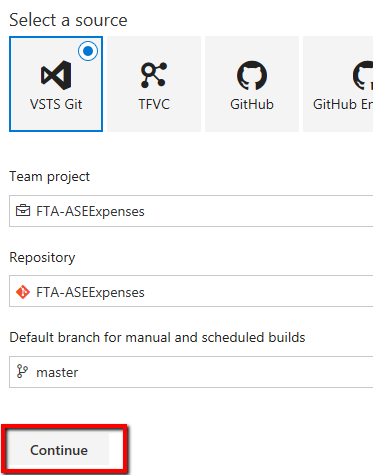 Select a source
VSTS Git
TFVC
GitHub
GitHub En
Team project
FTA-ASEExpenses
Repository
FTA-ASEExpenses
Default branch for manual and scheduled builds
master
Continue